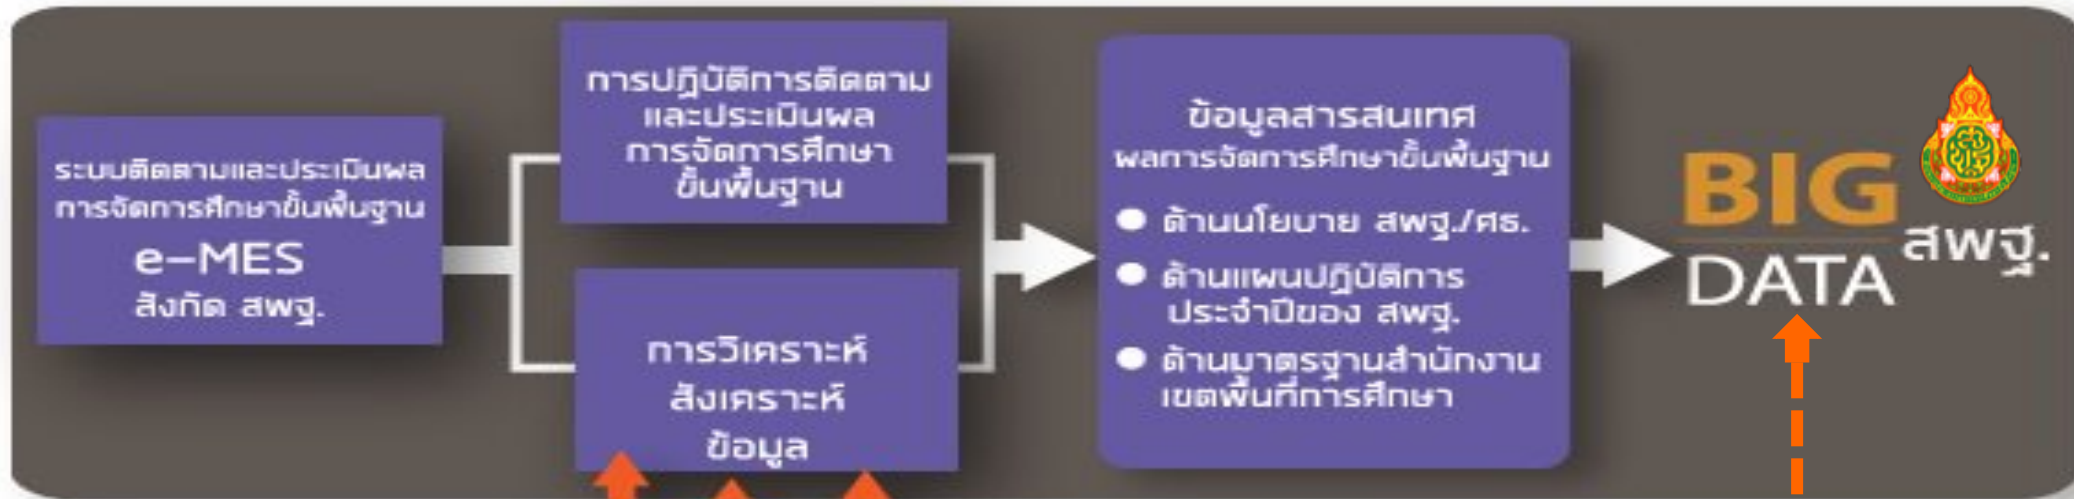 ระบบติดตามและประเมินผล
การจัดการศึกษาขั้นพื้นฐาน
e-MES
สังกัด สพฐ.
การปฏิบัติการติดตาม
และประเมินผล
การจัดการศึกษา
ขั้นพื้นฐาน
การวิเคราะห์
สังเคราะห์
ข้อมูล
ข้อมูลสารสนเทศ
ผลการจัดการศึกษาขั้นพื้นฐาน
● ด้านนโยบาย สพฐ./ศธ.
● ด้านแผนปฏิบัติการ
ประจำปีของ สพฐ.
● ด้านมาตรฐานสำนักงาน
เขตพื้นที่การศึกษา
BIG
DATA
สพฐ.